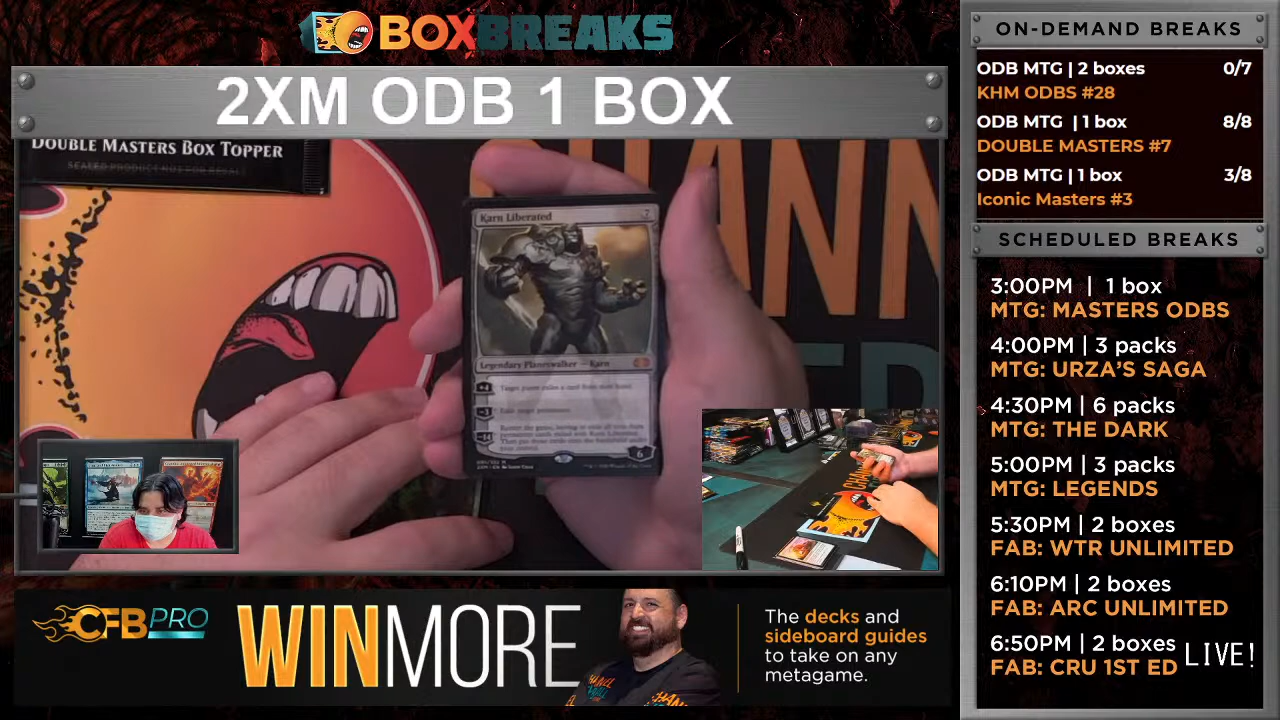 BOXBREAKS
2XM ODB 1 BOX
DOUBLE MASTERS BOX TOPPER
Karn Liberated
7
Legendary Planeswalker — Karn
6
CFBPRO
WINMORE
The decks and
sideboard guides
to take on any
metagame.
ON-DEMAND BREAKS
ODB MTG | 2 boxes 0/7
KHM ODBS #28
ODB MTG | 1 box 8/8
DOUBLE MASTERS #7
ODB MTG | 1 box 3/8
Iconic Masters #3
SCHEDULED BREAKS
3:00PM | 1 box
MTG: MASTERS ODBS
4:00PM | 3 packs
MTG: URZA'S SAGA
4:30PM | 6 packs
MTG: THE DARK
5:00PM | 3 packs
MTG: LEGENDS
5:30PM | 2 boxes
FAB: WTR UNLIMITED
6:10PM | 2 boxes
FAB: ARC UNLIMITED
6:50PM | 2 boxes
FAB: CRU 1ST ED
LIVE!